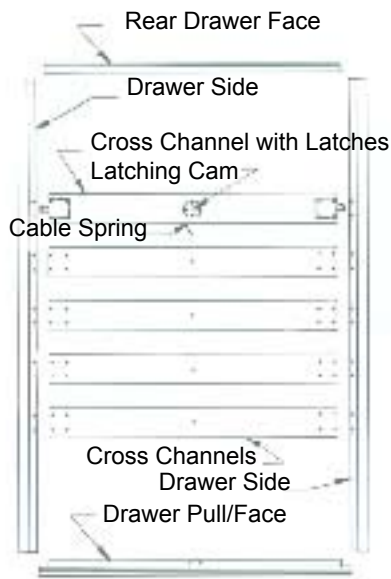 Rear Drawer Face
Drawer Side
Cross Channel with Latches
Latching Cam
Cable Spring
Cross Channels
Drawer Side
Drawer Pull/Face